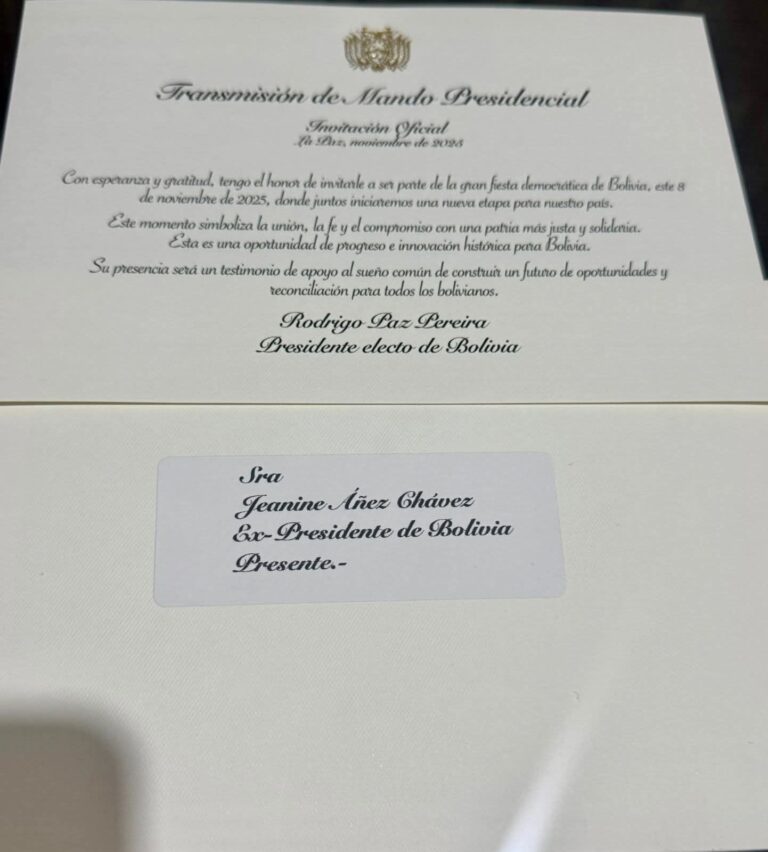 Transmisión de Mando Presidencial
Invitación Oficial
La Paz, noviembre de 2025
Con esperanza y gratitud, tengo el honor de invitarle a ser parte de la gran fiesta democrática de Bolivia, este 8
de noviembre de 2025, donde juntos iniciaremos una nueva etapa para nuestro país.
Este momento simboliza la unión, la fe y el compromiso con una patria más justa y solidaria.
Esta es una oportunidad de progreso e innovación histórica para Bolivia.
Su presencia será un testimonio de apoyo al sueño común de construir un futuro de oportunidades y
reconciliación para todos los bolivianos.
Rodrigo Paz Pereira
Presidente electo de Bolivia
Sra
Jeanine Áñez Chávez
Ex-Presidente de Bolivia
Presente.-